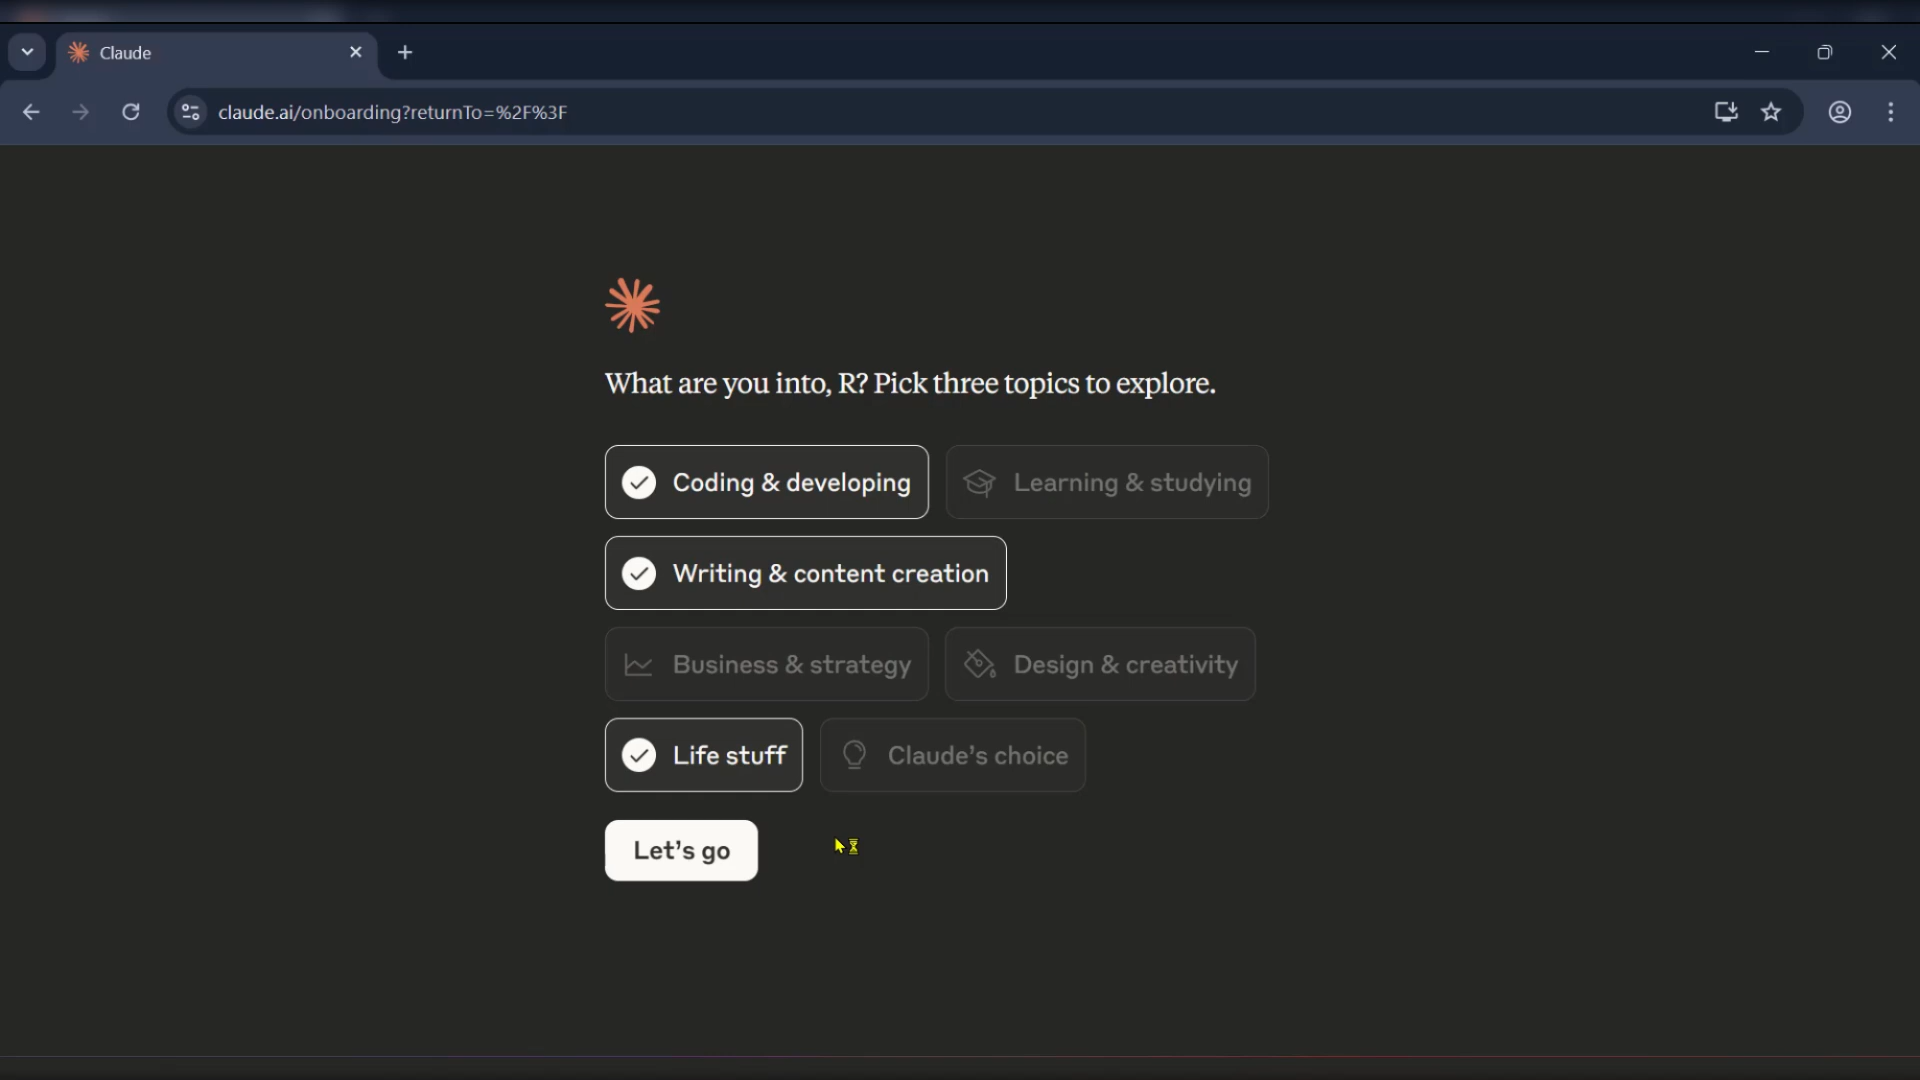 Claude
claude.ai/onboarding?returnTo=%2F%3F
What are you into, R? Pick three topics to explore.
Coding & developing
Learning & studying
Writing & content creation
Business & strategy
Design & creativity
Life stuff
Claude’s choice
Let’s go